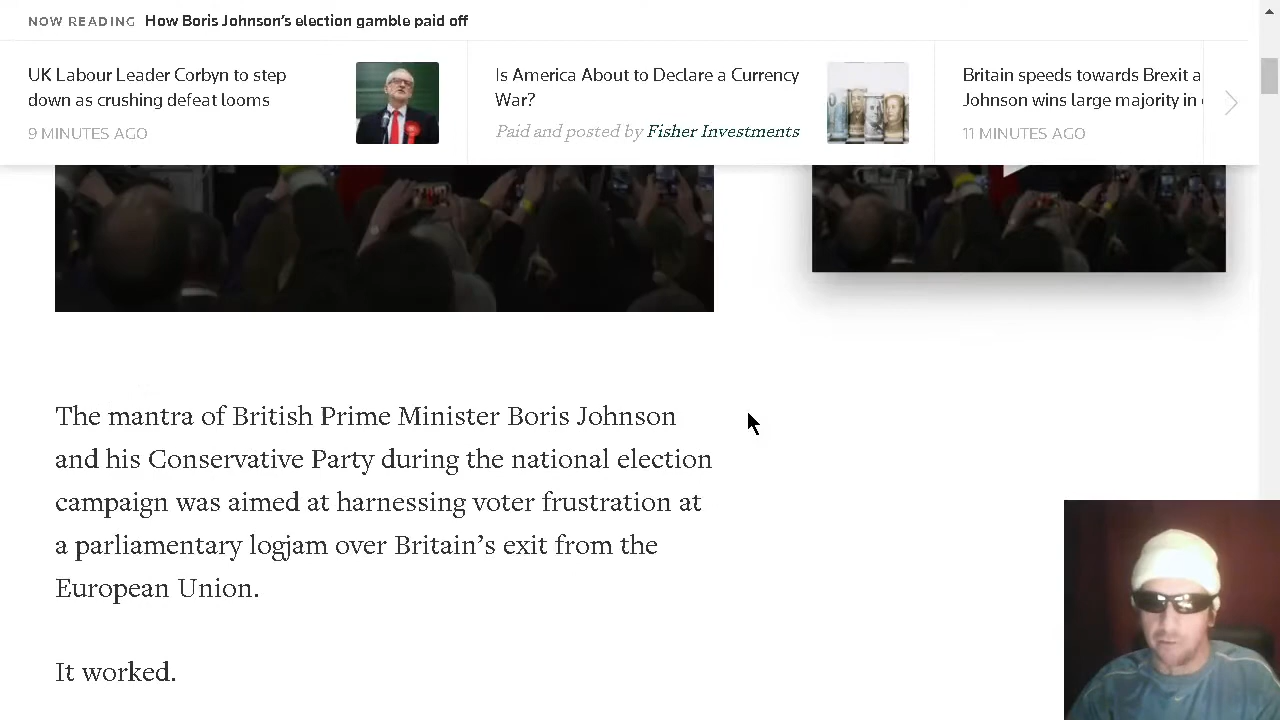 NOW READING How Boris Johnson's election gamble paid off
UK Labour Leader Corbyn to step
down as crushing defeat looms
9 MINUTES AGO
Is America About to Declare a Currency
War?
Paid and posted by Fisher Investments
Britain speeds towards Brexit a
Johnson wins large majority in
11 MINUTES AGO
The mantra of British Prime Minister Boris Johnson
and his Conservative Party during the national election
campaign was aimed at harnessing voter frustration at
a parliamentary logjam over Britain’s exit from the
European Union.
It worked.